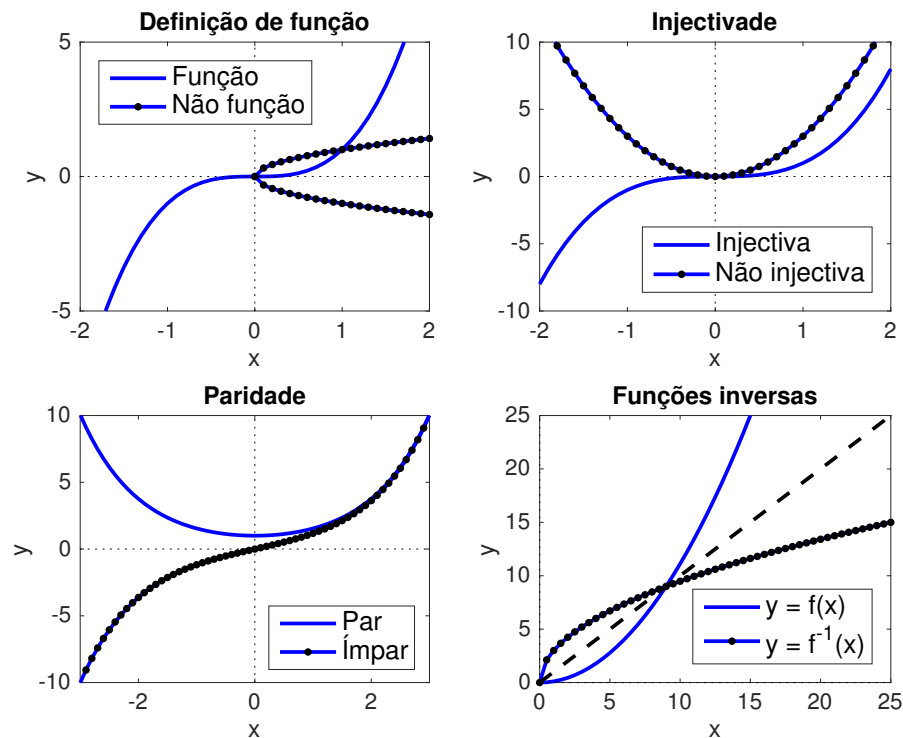 Definição de função
5
0
-5
y
Função
Não função
-2
-1
0
1
2
x
Injectivade
10
5
0
-5
-10
y
Injectiva
Não injectiva
-2
-1
0
1
2
x
Paridade
10
5
0
-5
-10
y
Par
Ímpar
-2
0
2
x
Funções inversas
25
20
15
10
5
0
y
y = f(x)
y = f⁻¹(x)
0
5
10
15
20
25
x